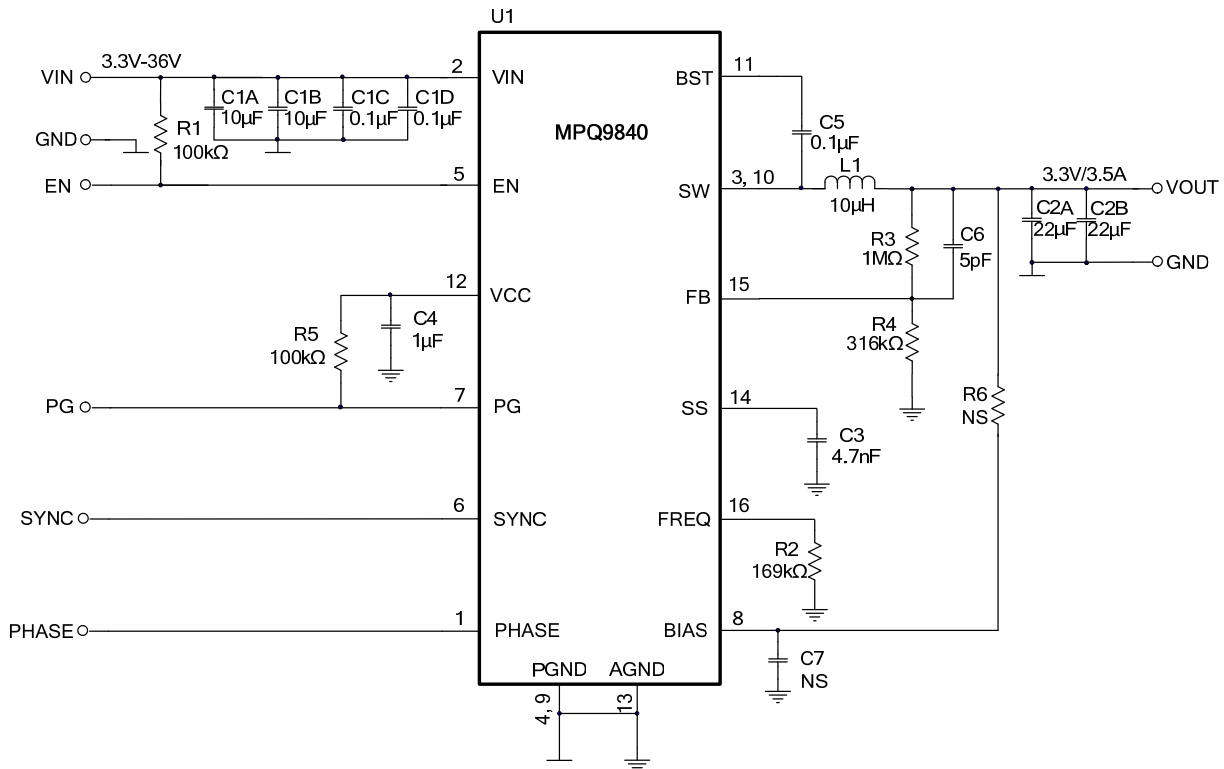 U1
MPQ9840
VIN
3.3V-36V
2
VIN
C1A
10µF
C1B
10µF
C1C
0.1µF
C1D
0.1µF
GND
R1
100kΩ
EN
5
EN
12
VCC
R5
100kΩ
C4
1µF
PG
7
PG
SYNC
6
SYNC
PHASE
1
PHASE
PGND
AGND
4, 9
13
BST
11
C5
0.1µF
SW
3, 10
L1
10µH
3.3V/3.5A
VOUT
C2A
22µF
C2B
22µF
GND
R3
1MΩ
C6
5pF
FB
15
R4
316kΩ
R6
NS
SS
14
C3
4.7nF
FREQ
16
R2
169kΩ
BIAS
8
C7
NS